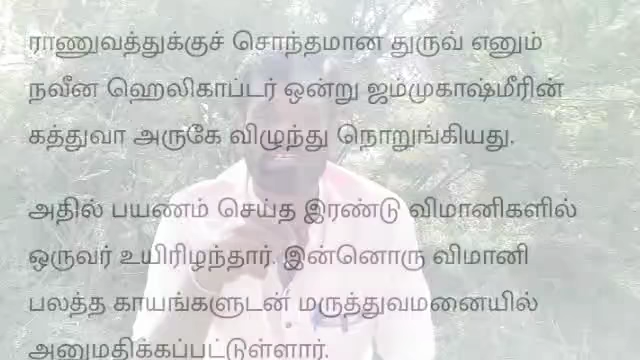 ராணுவத்துக்குச் சொந்தமான துருவ் எனும்
நவீன ஹெலிகாப்டர் ஒன்று ஜம்முகாஷ்மீரின்
கத்துவா அருகே விழுந்து நொறுங்கியது.
அதில் பயணம் செய்த இரண்டு விமானிகளில்
ஒருவர் உயிரிழந்தார். இன்னொரு விமானி
பலத்த காயங்களுடன் மருத்துவமனையில்
அனுமதிக்கப்பட்டுள்ளார்.